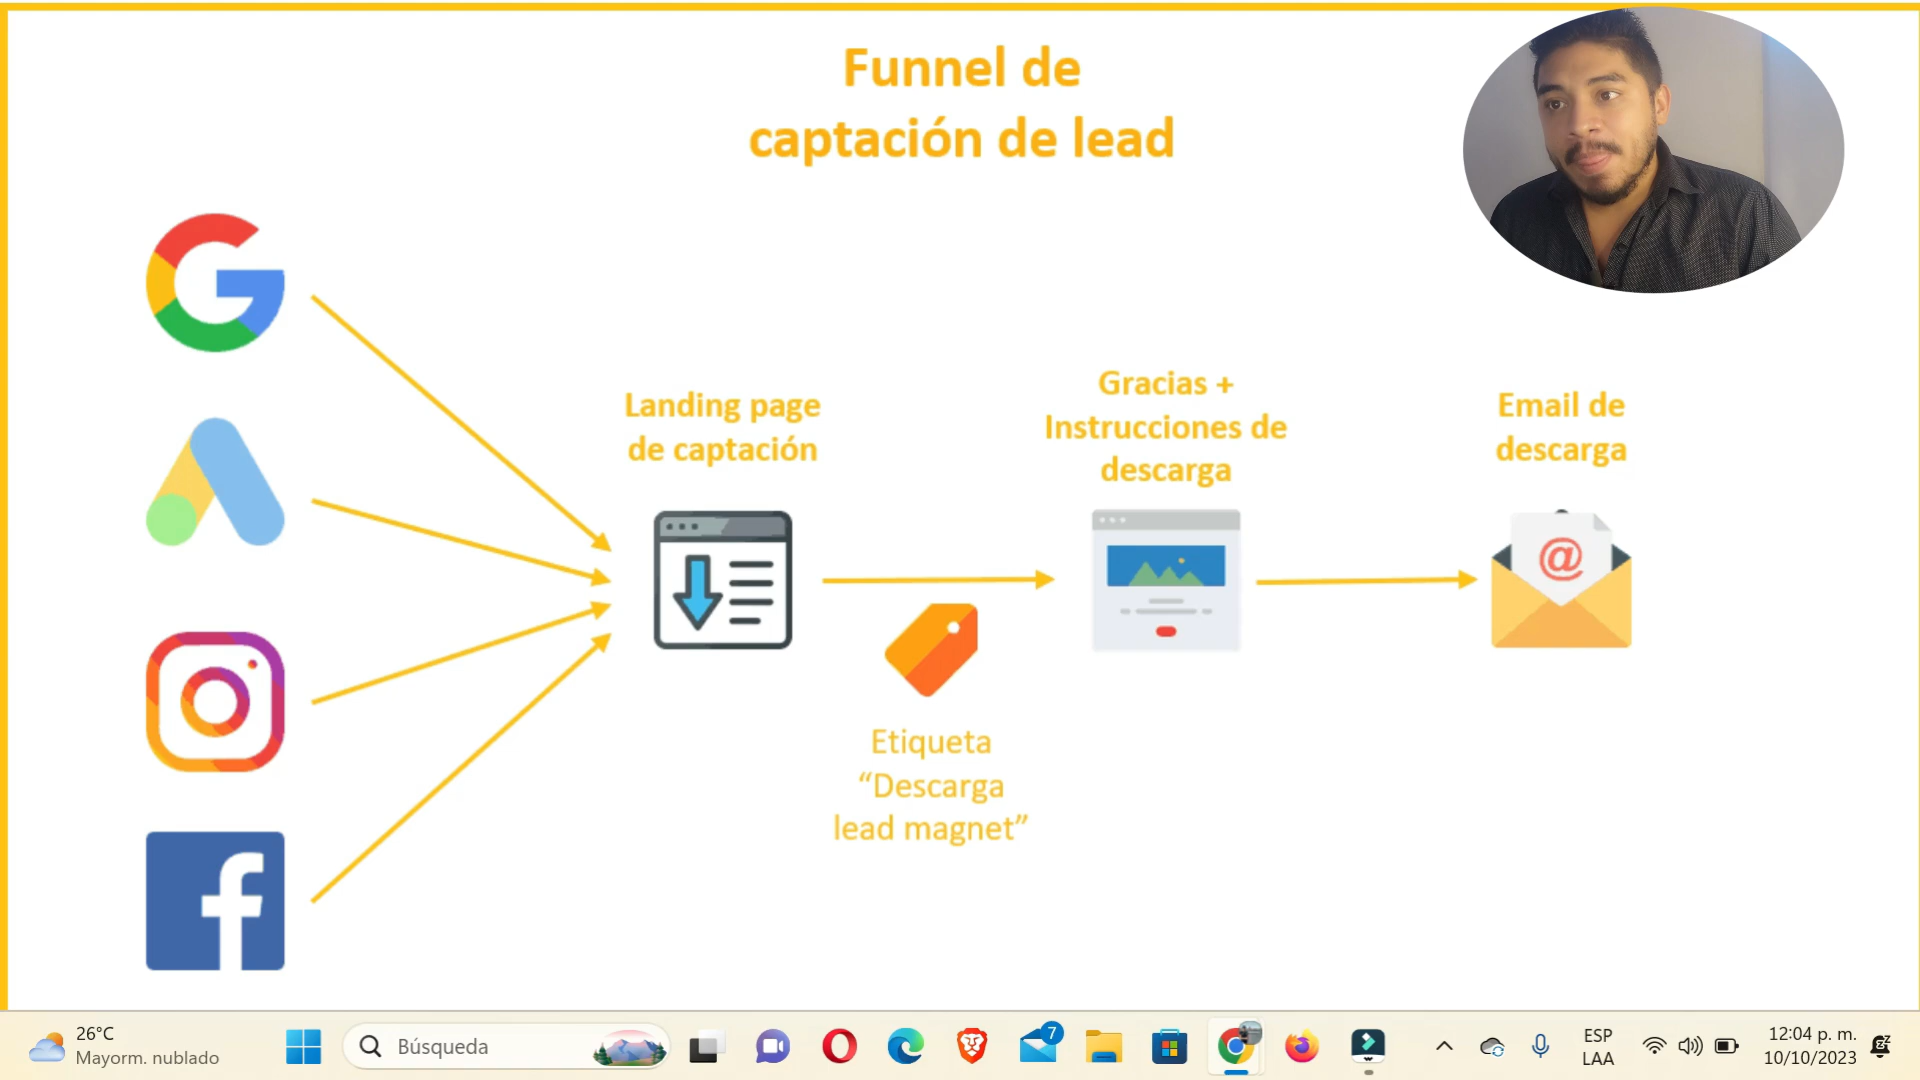 Funnel de
captación de lead
Landing page
de captación
Gracias +
Instrucciones de
descarga
Email de
descarga
@
Etiqueta
“Descarga
lead magnet”
26°C
Mayorm. nublado
Búsqueda
7
ESP
LAA
12:04 p. m.
10/10/2023